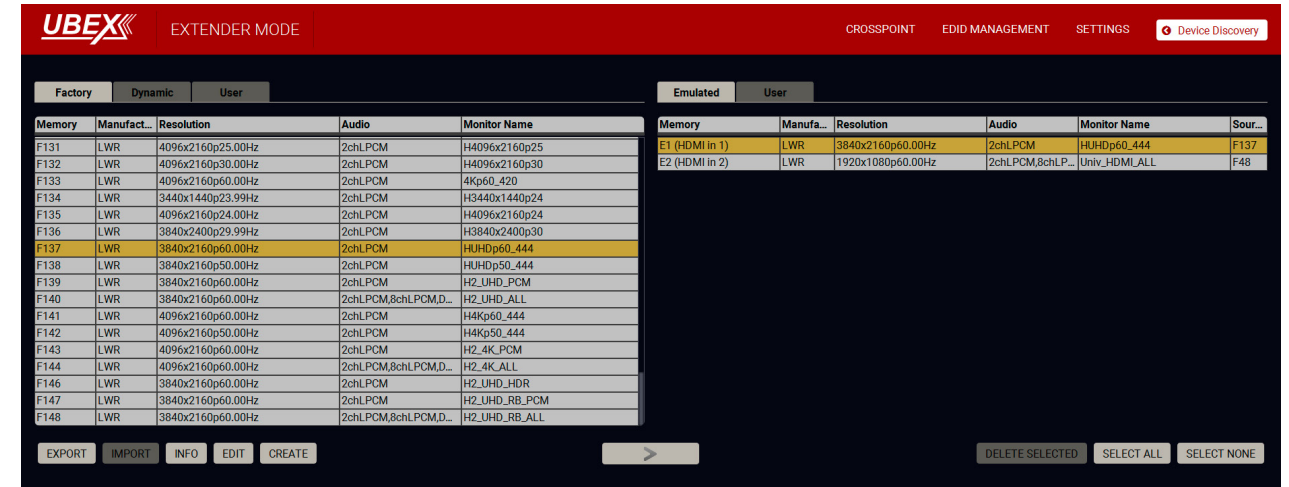 UBEX EXTENDER MODE CROSSPOINT EDID MANAGEMENT SETTINGS Device Discovery
Factory Dynamic User Emulated User
Memory Manufact... Resolution Audio Monitor Name Memory Manufa... Resolution Audio Monitor Name Sour...
F131 LWR 4096x2160p25.00Hz 2chLPCM H4096x2160p25 E1 (HDMI in 1) LWR 3840x2160p60.00Hz 2chLPCM HUHDp60_444 F137
F132 LWR 4096x2160p30.00Hz 2chLPCM H4096x2160p30 E2 (HDMI in 2) LWR 1920x1080p60.00Hz 2chLPCM,8chLP... Univ_HDMI_ALL F48
F133 LWR 4096x2160p60.00Hz 2chLPCM 4Kp60_420
F134 LWR 3440x1440p23.99Hz 2chLPCM H3440x1440p24
F135 LWR 4096x2160p24.00Hz 2chLPCM H4096x2160p24
F136 LWR 3840x2400p29.99Hz 2chLPCM H3840x2400p30
F137 LWR 3840x2160p60.00Hz 2chLPCM HUHDp60_444
F138 LWR 3840x2160p50.00Hz 2chLPCM HUHDp50_444
F139 LWR 3840x2160p60.00Hz 2chLPCM H2_UHD_PCM
F140 LWR 3840x2160p60.00Hz 2chLPCM,8chLPCM,D... H2_UHD_ALL
F141 LWR 4096x2160p60.00Hz 2chLPCM H4Kp60_444
F142 LWR 4096x2160p50.00Hz 2chLPCM H4Kp50_444
F143 LWR 4096x2160p60.00Hz 2chLPCM H2_4K_PCM
F144 LWR 4096x2160p60.00Hz 2chLPCM,8chLPCM,D... H2_4K_ALL
F146 LWR 3840x2160p60.00Hz 2chLPCM H2_UHD_HDR
F147 LWR 3840x2160p60.00Hz 2chLPCM H2_UHD_RB_PCM
F148 LWR 3840x2160p60.00Hz 2chLPCM,8chLPCM,D... H2_UHD_RB_ALL
EXPORT IMPORT INFO EDIT CREATE > DELETE SELECTED SELECT ALL SELECT NONE